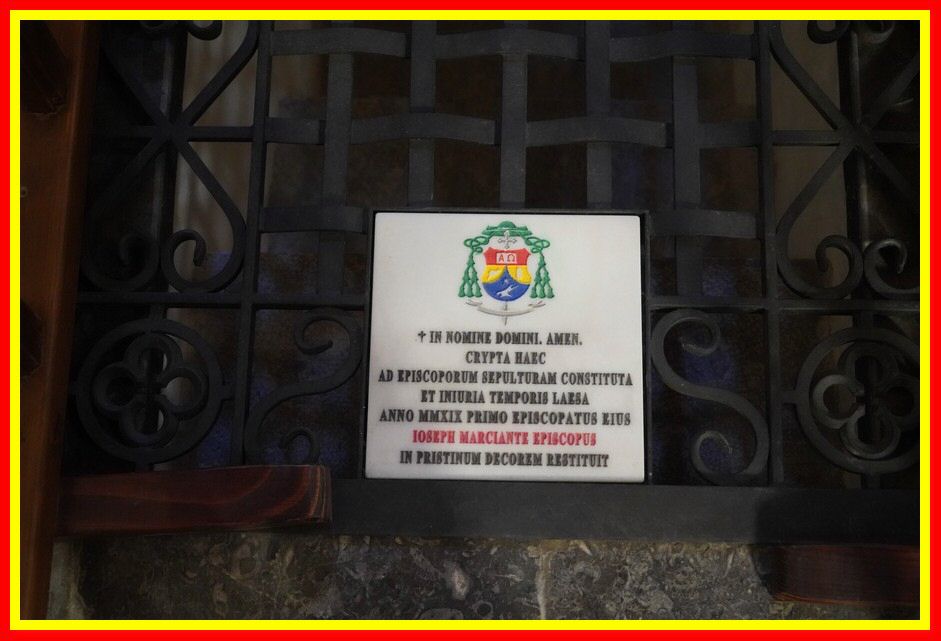 ΑΩ
✝ IN NOMINE DOMINI. AMEN.
CRYPTA HAEC
AD EPISCOPORUM SEPULTURAM CONSTITUTA
ET INIURIA TEMPORIS LAESA
ANNO MMXIX PRIMO EPISCOPATUS EIUS
IOSEPH MARCIANTE EPISCOPUS
IN PRISTINUM DECOREM RESTITUIT